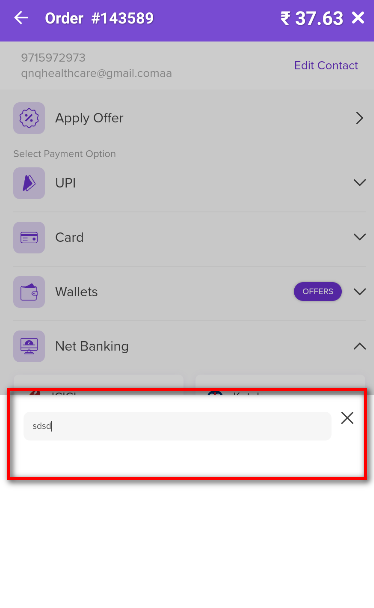 Order #143589
₹ 37.63
9715972973
qnqhealthcare@gmail.comaa
Edit Contact
Apply Offer
Select Payment Option
UPI
Card
Wallets
OFFERS
Net Banking
sdsd